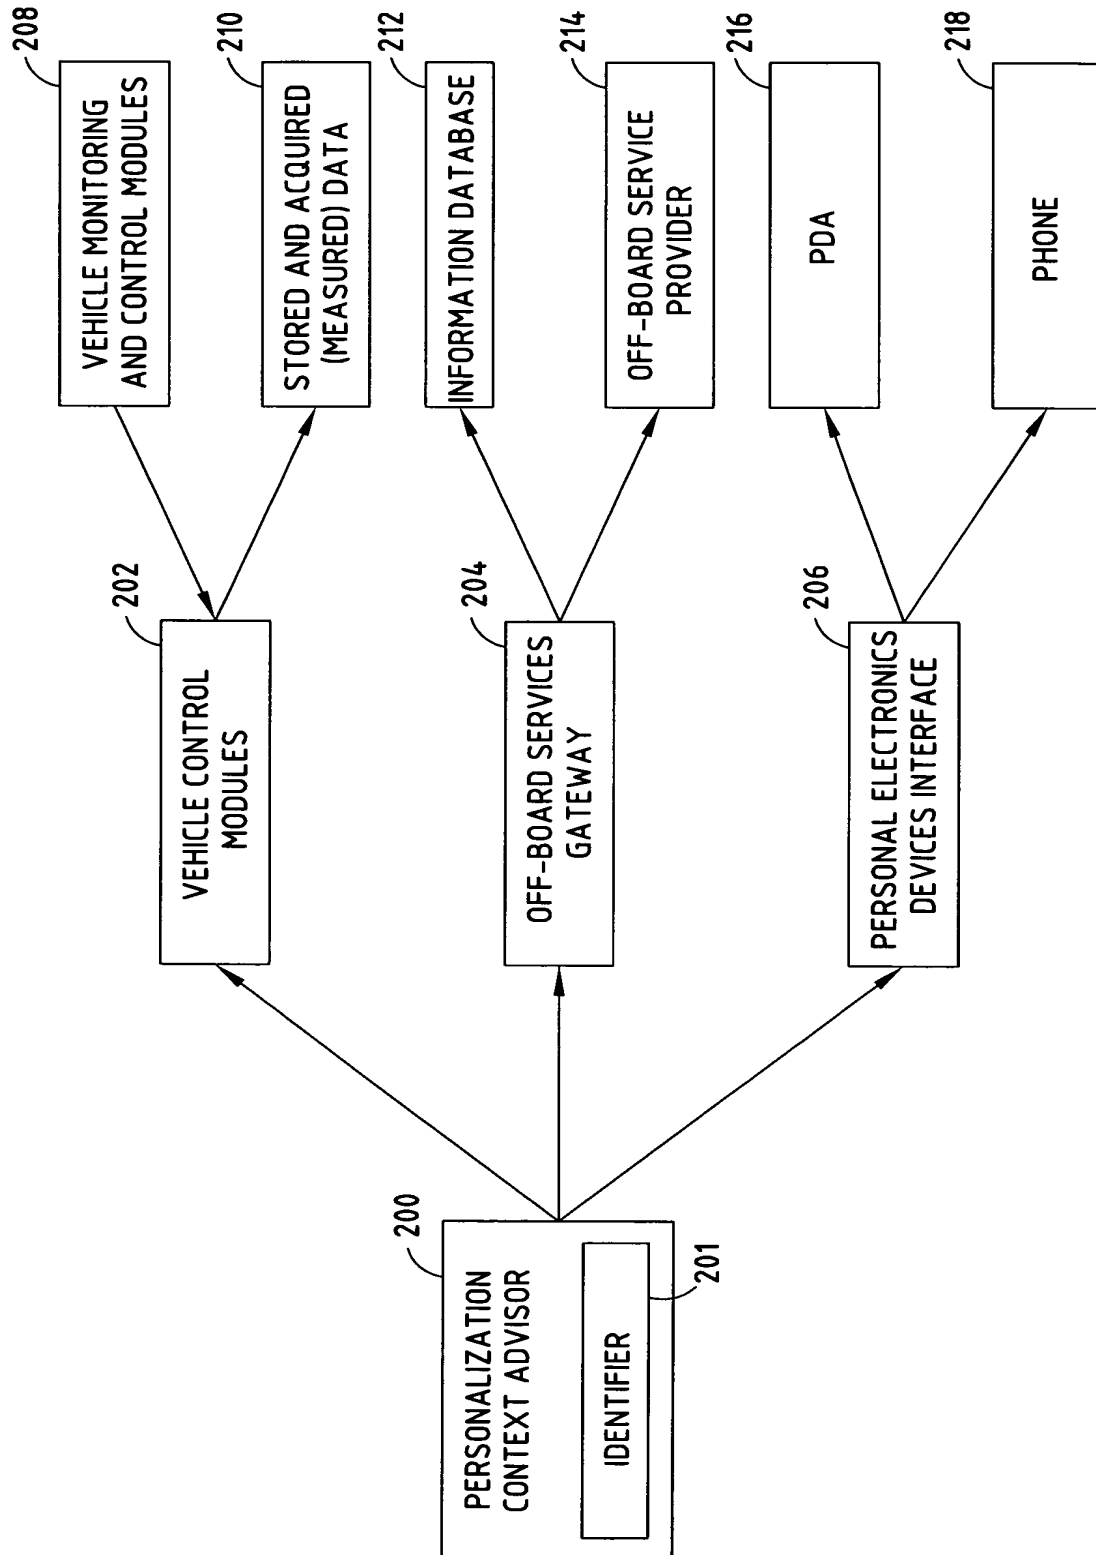 200
PERSONALIZATION
CONTEXT ADVISOR
IDENTIFIER
201
202
VEHICLE CONTROL
MODULES
204
OFF-BOARD SERVICES
GATEWAY
206
PERSONAL ELECTRONICS
DEVICES INTERFACE
208
VEHICLE MONITORING
AND CONTROL MODULES
210
STORED AND ACQUIRED
(MEASURED) DATA
212
INFORMATION DATABASE
214
OFF-BOARD SERVICE
PROVIDER
216
PDA
218
PHONE